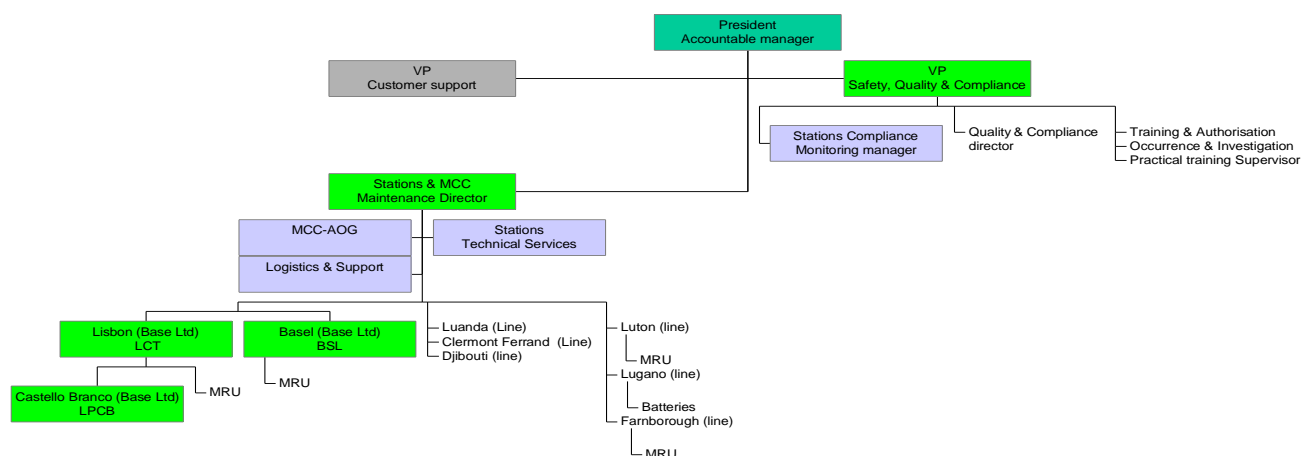 President
Accountable manager
VP
Customer support
VP
Safety, Quality & Compliance
Stations Compliance
Monitoring manager
Quality & Compliance
director
Training & Authorisation
Occurrence & Investigation
Practical training Supervisor
Stations & MCC
Maintenance Director
MCC-AOG
Stations
Technical Services
Logistics & Support
Lisbon (Base Ltd)
LCT
Basel (Base Ltd)
BSL
Luanda (Line)
Clermont Ferrand (Line)
Djibouti (line)
Luton (line)
MRU
Lugano (line)
Batteries
Farnborough (line)
MRU
MRU
MRU
Castello Branco (Base Ltd)
LPCB